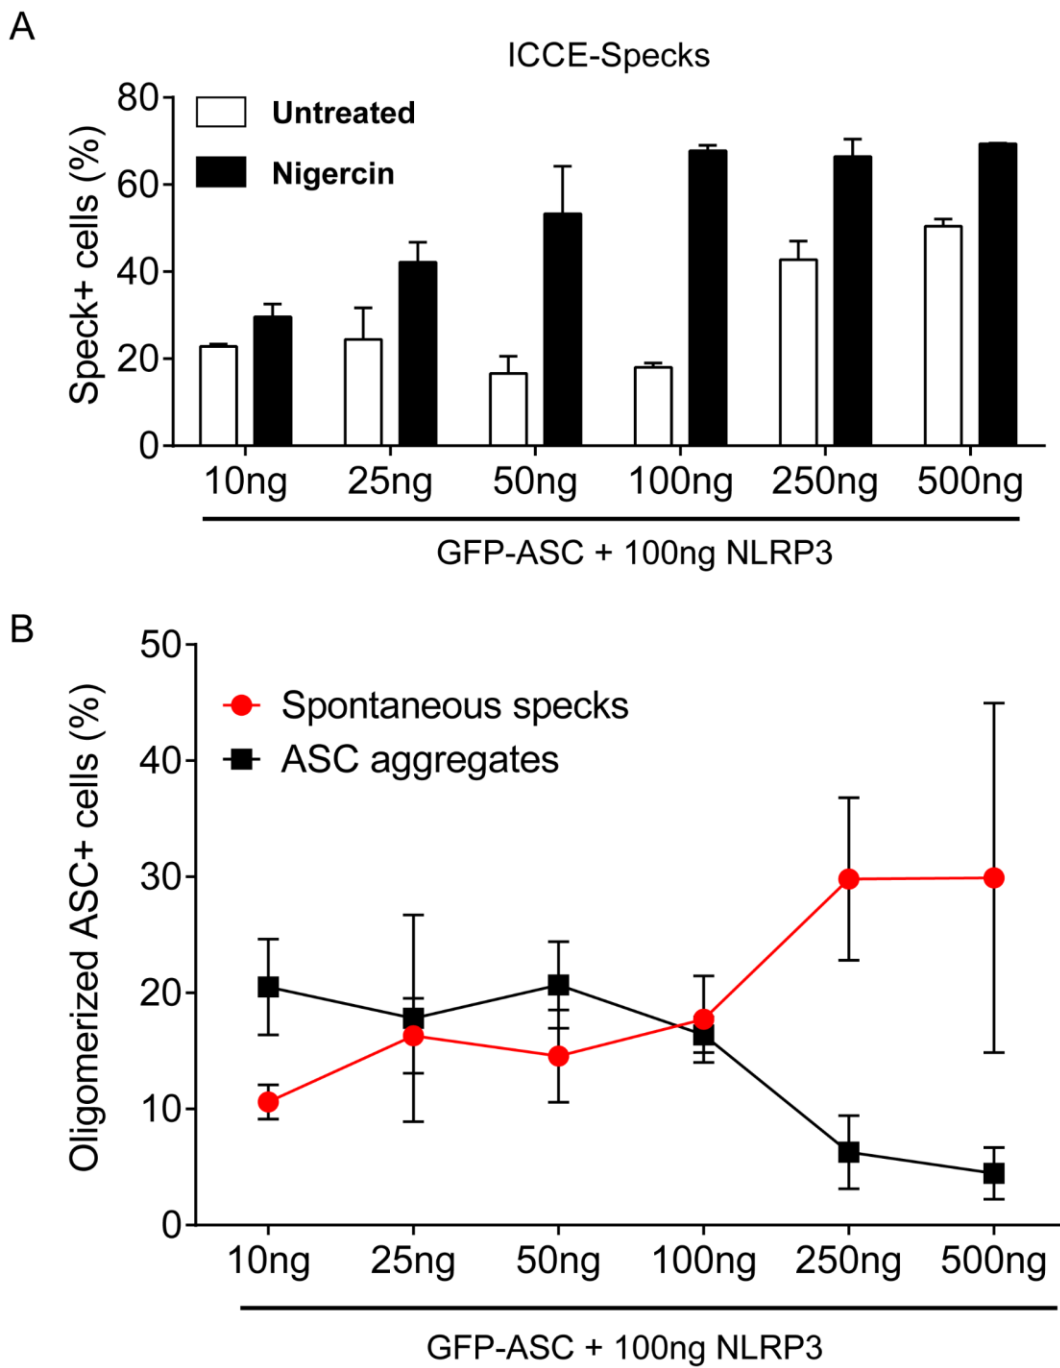 A
ICCE-Specks
Speck+ cells (%)
80
60
40
20
0
Untreated
Nigercin
10ng 25ng 50ng 100ng 250ng 500ng
GFP-ASC + 100ng NLRP3
B
Oligomerized ASC+ cells (%)
50
40
30
20
10
0
Spontaneous specks
ASC aggregates
10ng 25ng 50ng 100ng 250ng 500ng
GFP-ASC + 100ng NLRP3